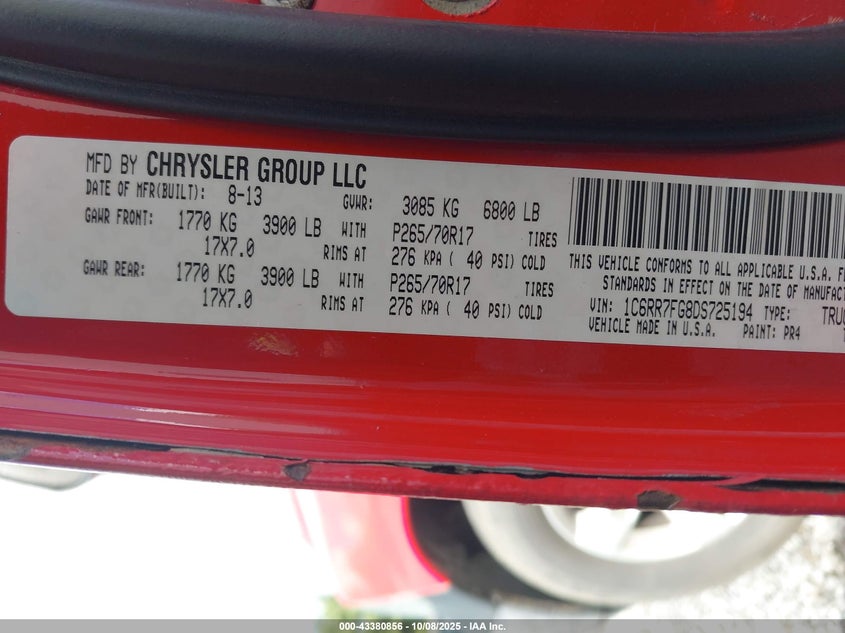 MFD BY CHRYSLER GROUP LLC
DATE OF MFR(BUILT): 8-13 GVWR: 3085 KG 6800 LB
GAWR FRONT: 1770 KG 3900 LB WITH P265/70R17 TIRES
17X7.0 RIMS AT 276 KPA ( 40 PSI) COLD
GAWR REAR: 1770 KG 3900 LB WITH P265/70R17 TIRES
17X7.0 RIMS AT 276 KPA ( 40 PSI) COLD
THIS VEHICLE CONFORMS TO ALL APPLICABLE U.S.A.
STANDARDS IN EFFECT ON THE DATE OF
VIN: 1C6RR7FG8DS725194 TYPE:
VEHICLE MADE IN U.S.A. PAINT: PR4
000-43380856 - 10/08/2025 - IAA Inc.